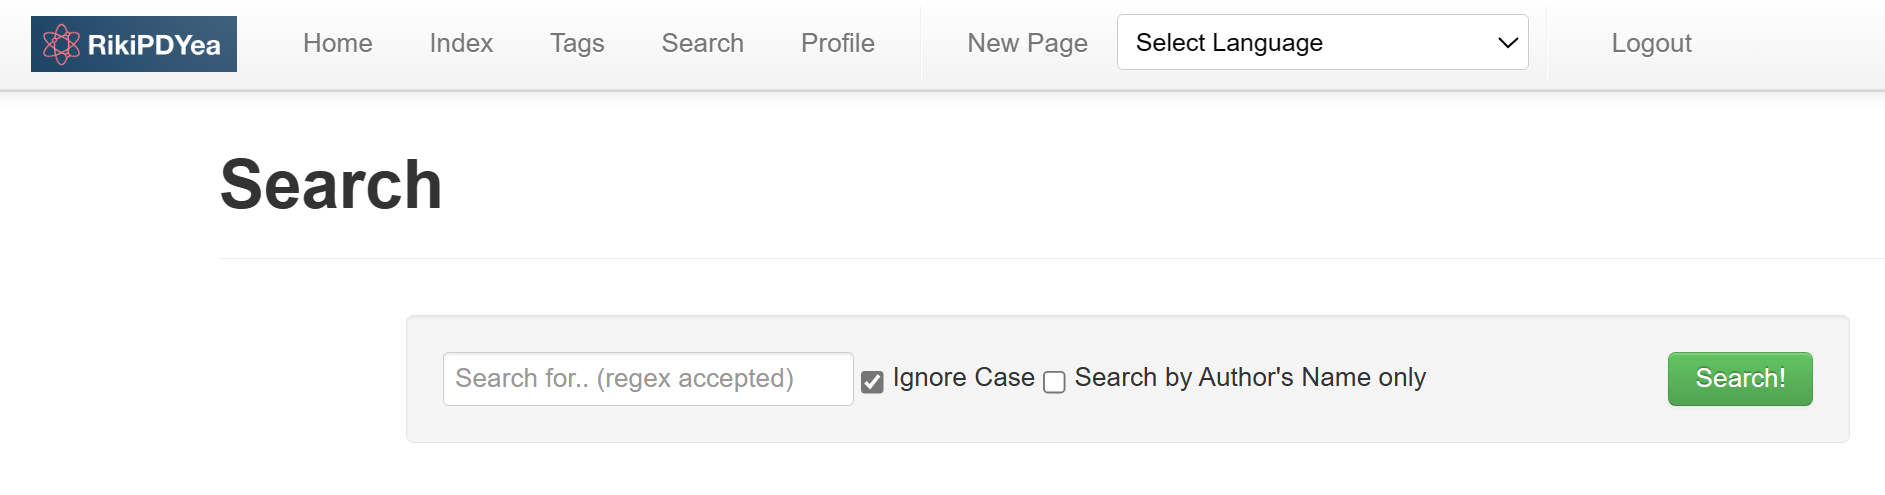 RikiPDYea Home Index Tags Search Profile New Page Select Language Logout
Search
Search for.. (regex accepted) Ignore Case Search by Author's Name only Search!